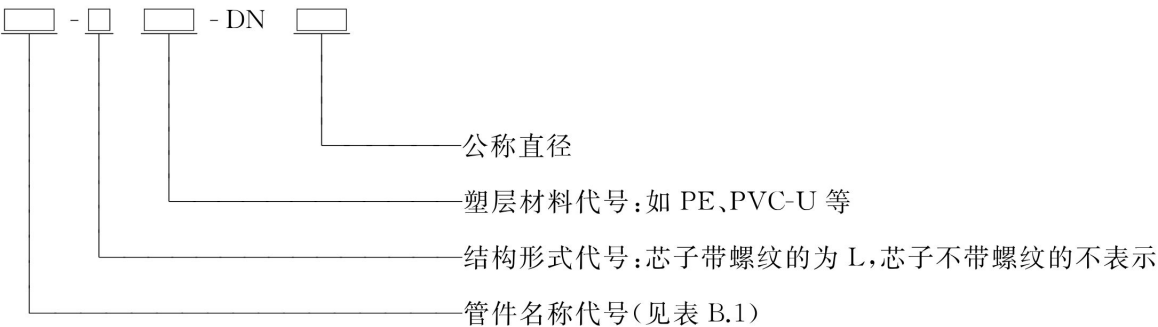 - - DN
公称直径
塑层材料代号:如 PE、PVC-U 等
结构形式代号:芯子带螺纹的为 L,芯子不带螺纹的不表示
管件名称代号(见表 B.1)